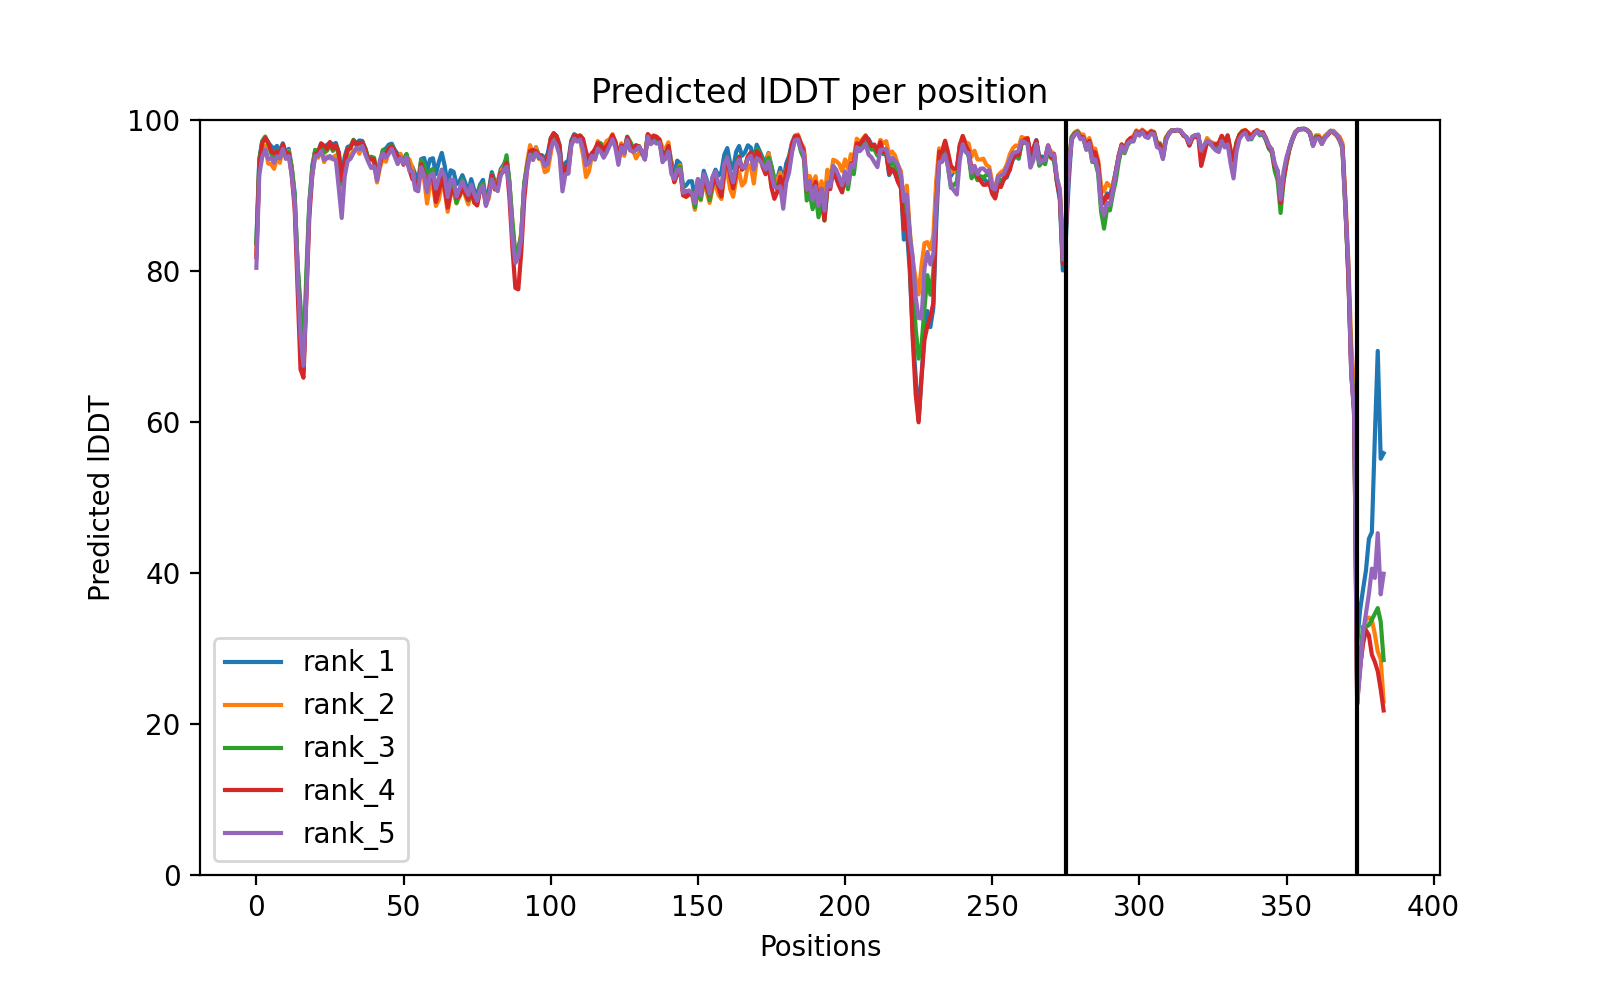 Predicted lDDT per position
100
80
60
40
20
0
Predicted lDDT
rank_1
rank_2
rank_3
rank_4
rank_5
0 50 100 150 200 250 300 350 400
Positions